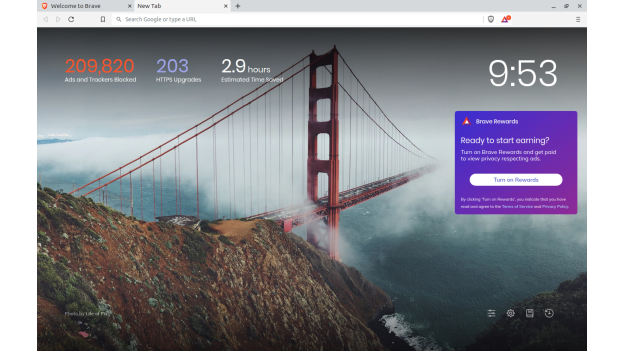 Welcome to Brave
New Tab
Search Google or type a URL
209,820
Ads and Trackers Blocked
203
HTTPS Upgrades
2.9 hours
Estimated Time Saved
9:53
Brave Rewards
Ready to start earning?
Turn on Brave Rewards and get paid
to view privacy respecting ads.
Turn on Rewards
By clicking 'Turn on Rewards', you indicate that you have
read and agree to the Terms of Service and Privacy Policy.
Photo by